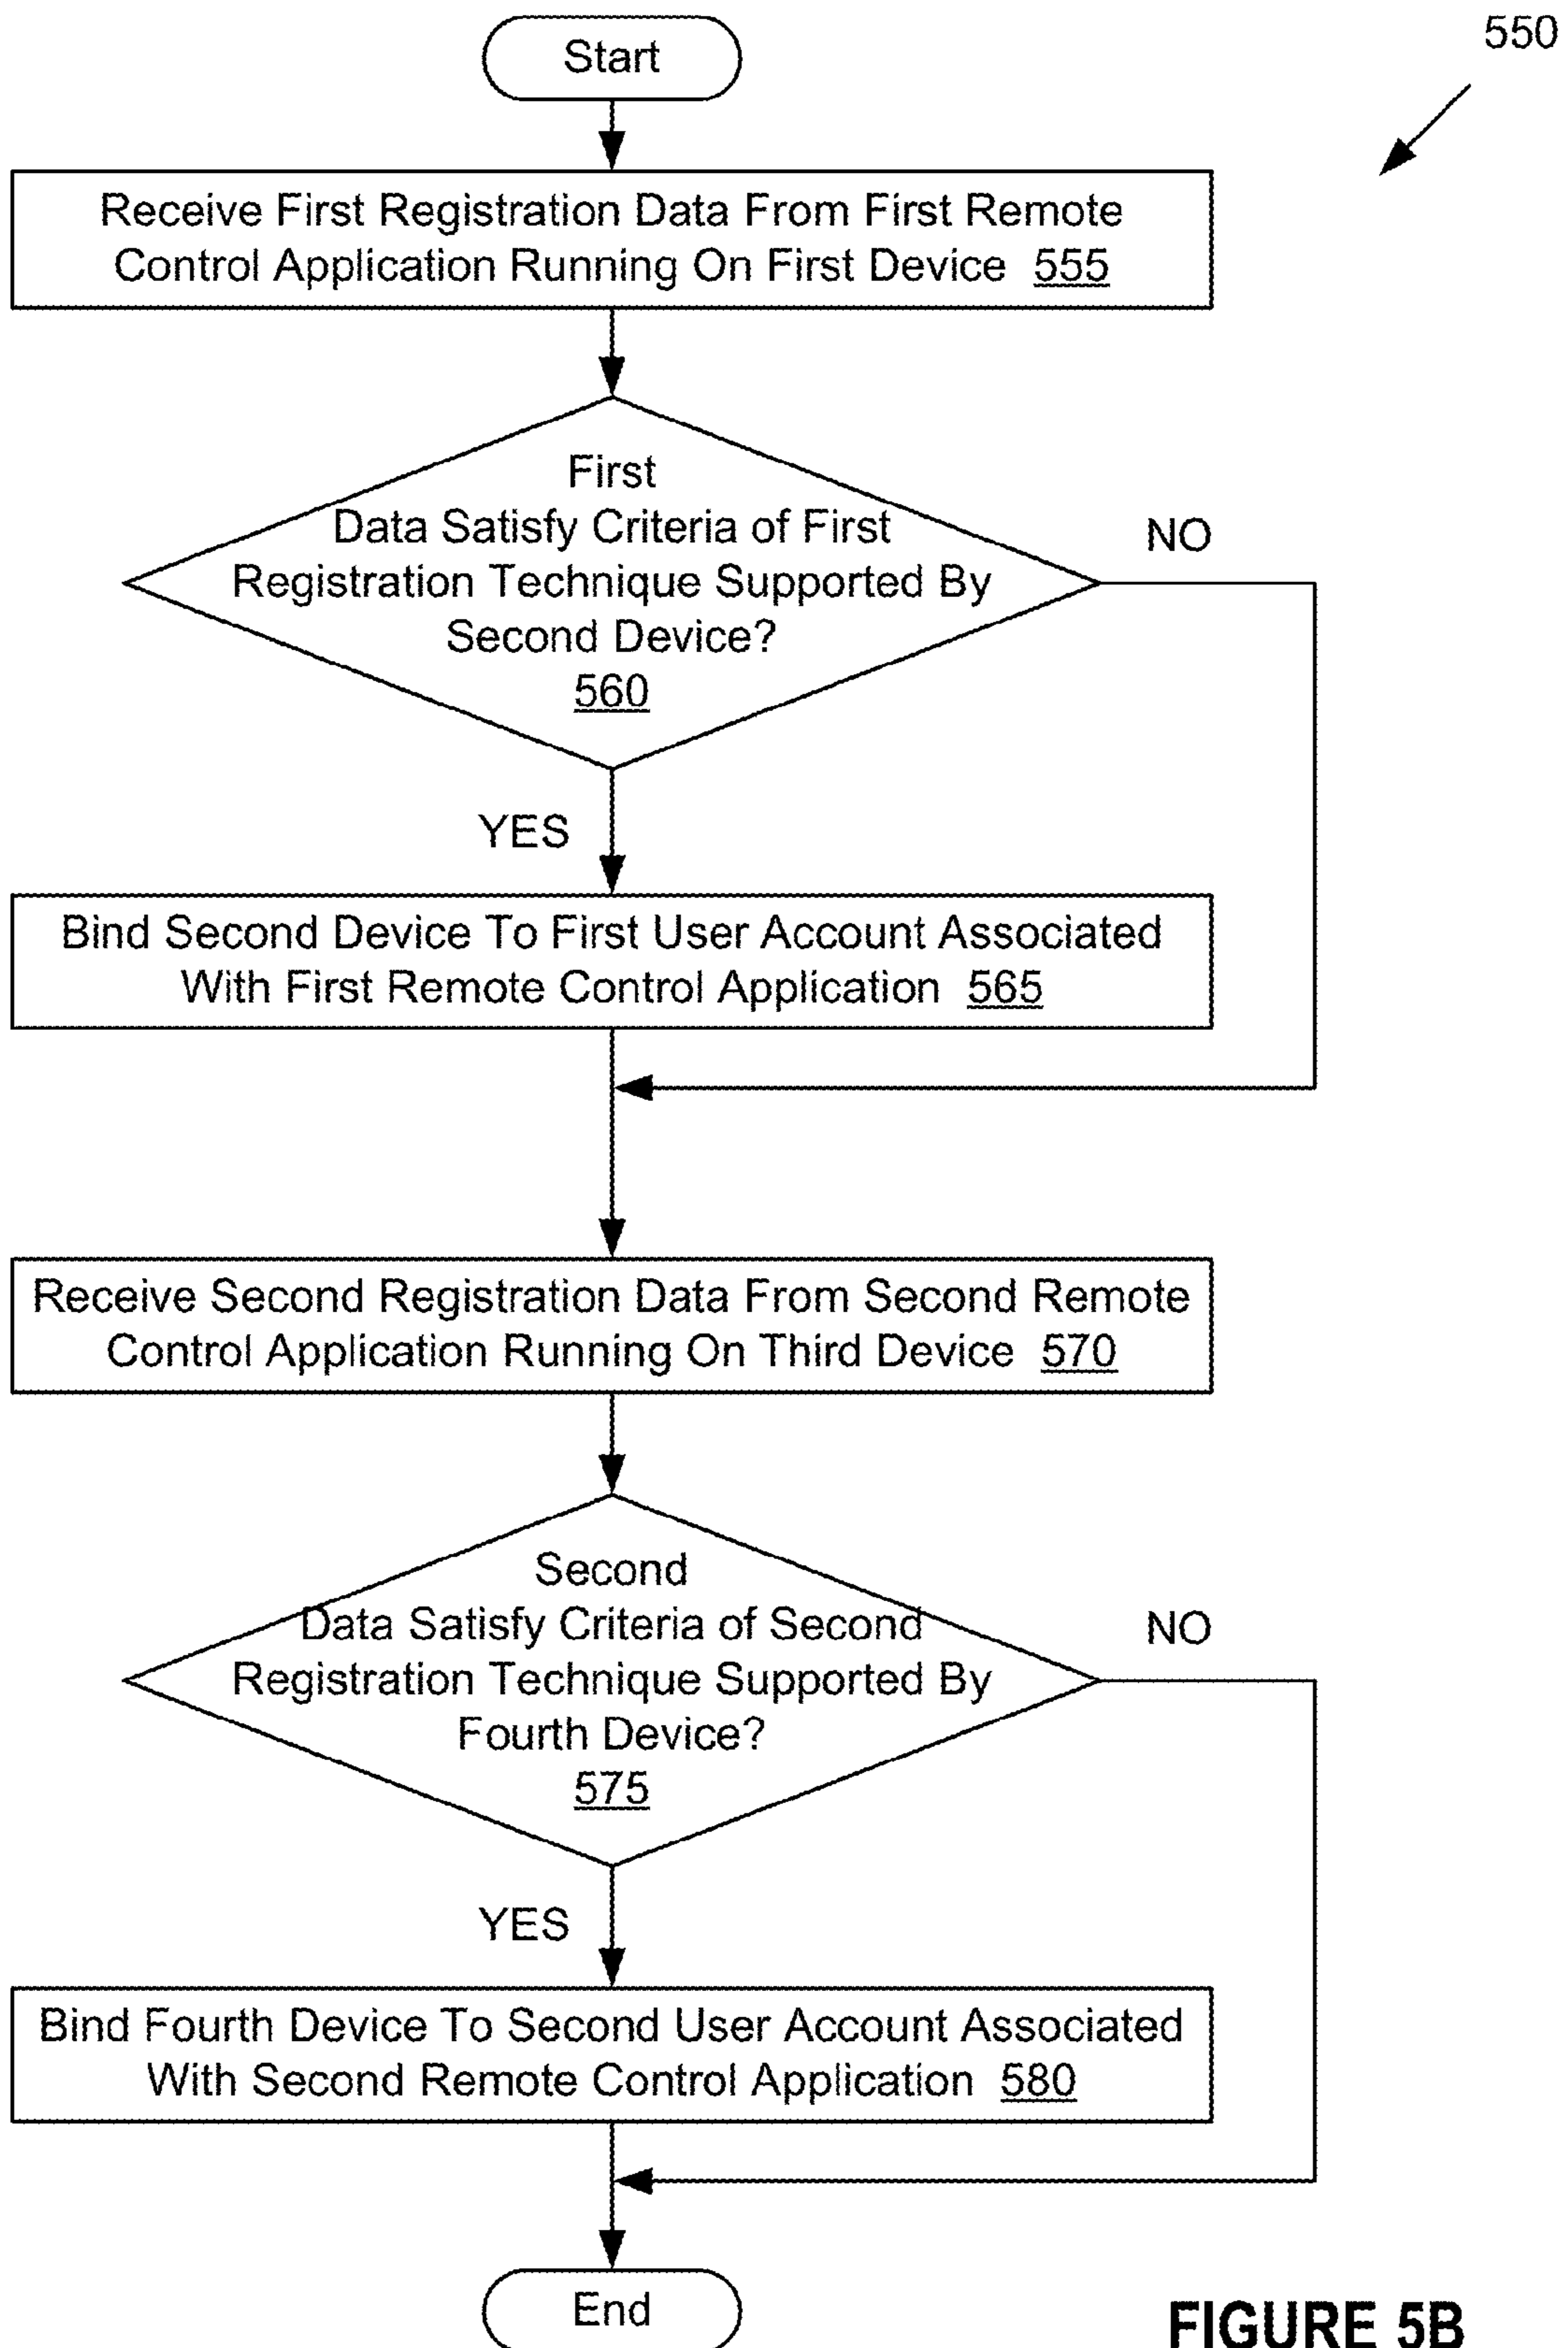 550
Start
Receive First Registration Data From First Remote
Control Application Running On First Device 555
First
Data Satisfy Criteria of First
Registration Technique Supported By
Second Device?
560
NO
YES
Bind Second Device To First User Account Associated
With First Remote Control Application 565
Receive Second Registration Data From Second Remote
Control Application Running On Third Device 570
Second
Data Satisfy Criteria of Second
Registration Technique Supported By
Fourth Device?
575
NO
YES
Bind Fourth Device To Second User Account Associated
With Second Remote Control Application 580
End
FIGURE 5B